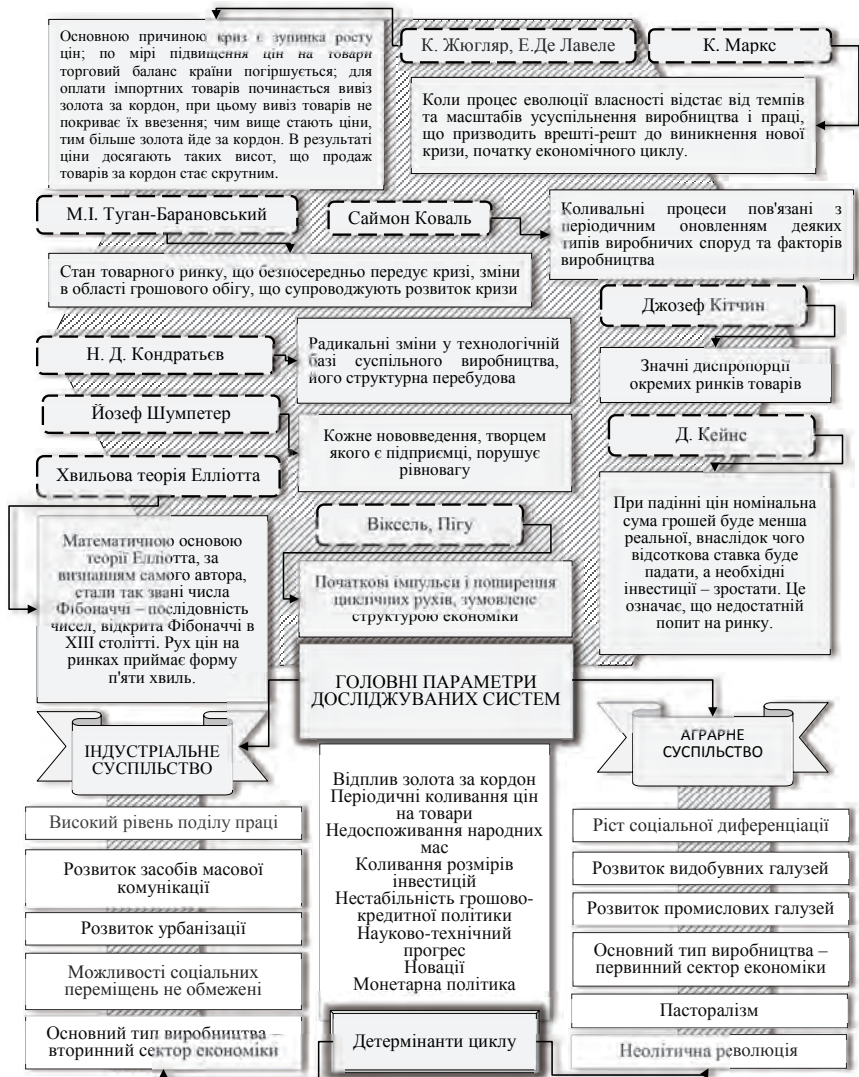 Основною причиною криз є зупинка росту
цін; по мірі підвищення цін на товари
торговий баланс країни погіршується; для
оплати імпортних товарів починається вивіз
золота за кордон, при цьому вивіз товарів не
покриває їх ввезення; чим вище стають ціни,
тим більше золота йде за кордон. В результаті
ціни досягають таких висот, що продаж
товарів за кордон стає скрутним.
К. Жюгляр, Е.Де Лавеле
К. Маркс
Коли процес еволюції власності відстає від темпів
та масштабів усуспільнення виробництва і праці,
що призводить врешті-решт до виникнення нової
кризи, початку економічного циклу.
М.І. Туган-Барановський
Саймон Коваль
Коливальні процеси пов'язані з
періодичним оновленням деяких
типів виробничих споруд та факторів
виробництва
Стан товарного ринку, що безпосередньо передує кризі, зміни
в області грошового обігу, що супроводжують розвиток кризи
Джозеф Кітчин
Н. Д. Кондратьєв
Радикальні зміни у технологічній
базі суспільного виробництва,
його структурна перебудова
Значні диспропорції
окремих ринків товарів
Йозеф Шумпетер
Кожне нововведення, творцем
якого є підприємці, порушує
рівновагу
Д. Кейнс
Хвильова теорія Елліотта
При падінні цін номінальна
сума грошей буде менша
реальної, внаслідок чого
відсоткова ставка буде
падати, а необхідні
інвестиції – зростати. Це
означає, що недостатній
попит на ринку.
Віксель, Пігу
Математичною основою
теорії Елліотта, за
визнанням самого автора,
стали так звані числа
Фібоначчі – послідовність
чисел, відкрита Фібоначчі в
XIII столітті. Рух цін на
ринках приймає форму
п'яти хвиль.
Початкові імпульси і поширення
циклічних рухів, зумовлене
структурою економіки
ГОЛОВНІ ПАРАМЕТРИ
ДОСЛІДЖУВАНИХ СИСТЕМ
ІНДУСТРІАЛЬНЕ
СУСПІЛЬСТВО
АГРАРНЕ
СУСПІЛЬСТВО
Високий рівень поділу праці
Розвиток засобів масової
комунікації
Розвиток урбанізації
Можливості соціальних
переміщень не обмежені
Основний тип виробництва –
вторинний сектор економіки
Відплив золота за кордон
Періодичні коливання цін
на товари
Недоспоживання народних
мас
Коливання розмірів
інвестицій
Нестабільність грошово-
кредитної політики
Науково-технічний
прогрес
Новації
Монетарна політика
Детермінанти циклу
Ріст соціальної диференціації
Розвиток видобувних галузей
Розвиток промислових галузей
Основний тип виробництва –
первинний сектор економіки
Пасторалізм
Неолітична революція